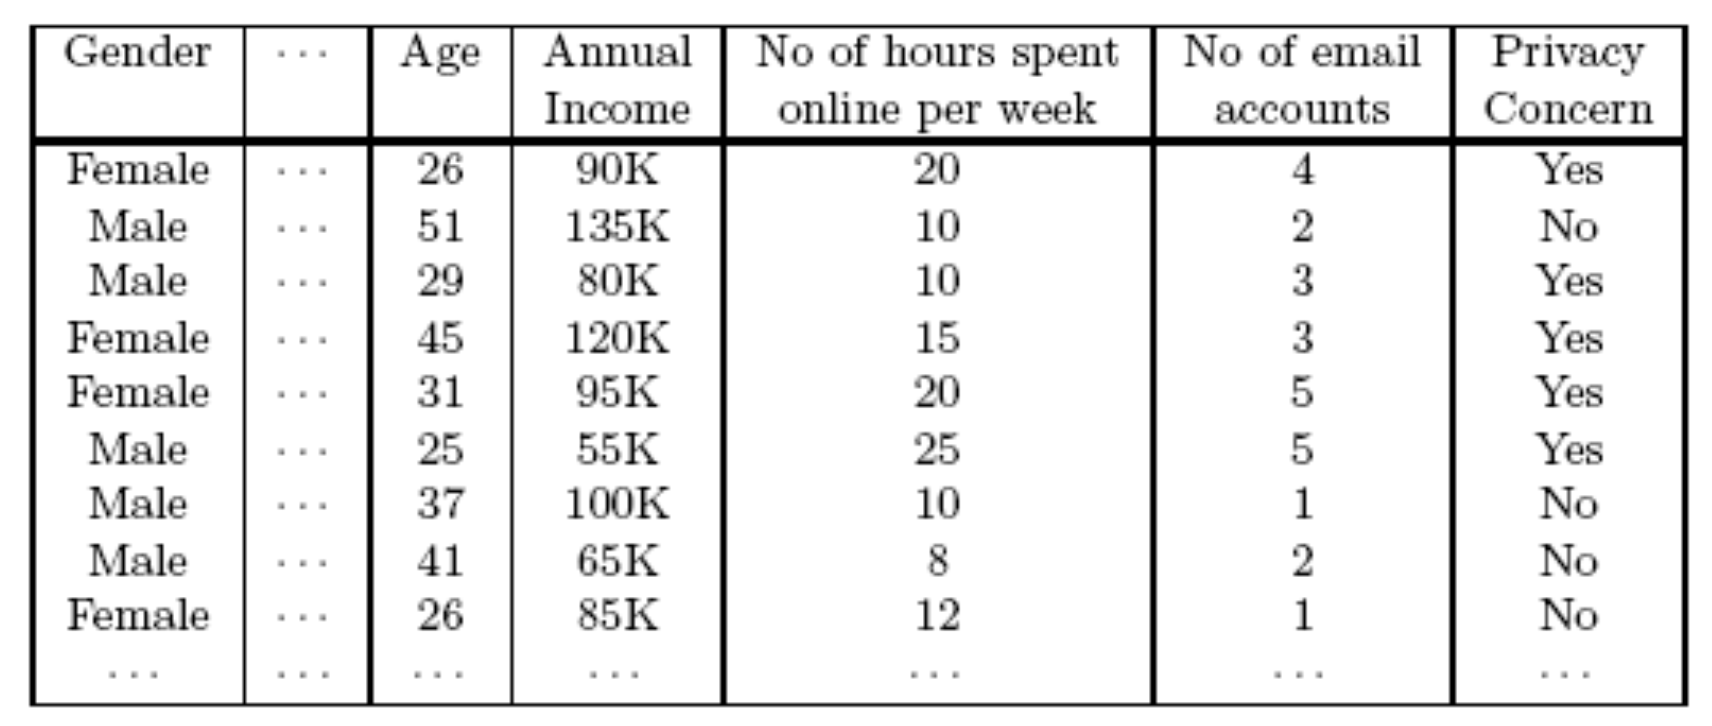 Gender ··· Age Annual No of hours spent No of email Privacy
Income online per week accounts Concern
Female ··· 26 90K 20 4 Yes
Male ··· 51 135K 10 2 No
Male ··· 29 80K 10 3 Yes
Female ··· 45 120K 15 3 Yes
Female ··· 31 95K 20 5 Yes
Male ··· 25 55K 25 5 Yes
Male ··· 37 100K 10 1 No
Male ··· 41 65K 8 2 No
Female ··· 26 85K 12 1 No
··· ··· ··· ··· ··· ··· ···